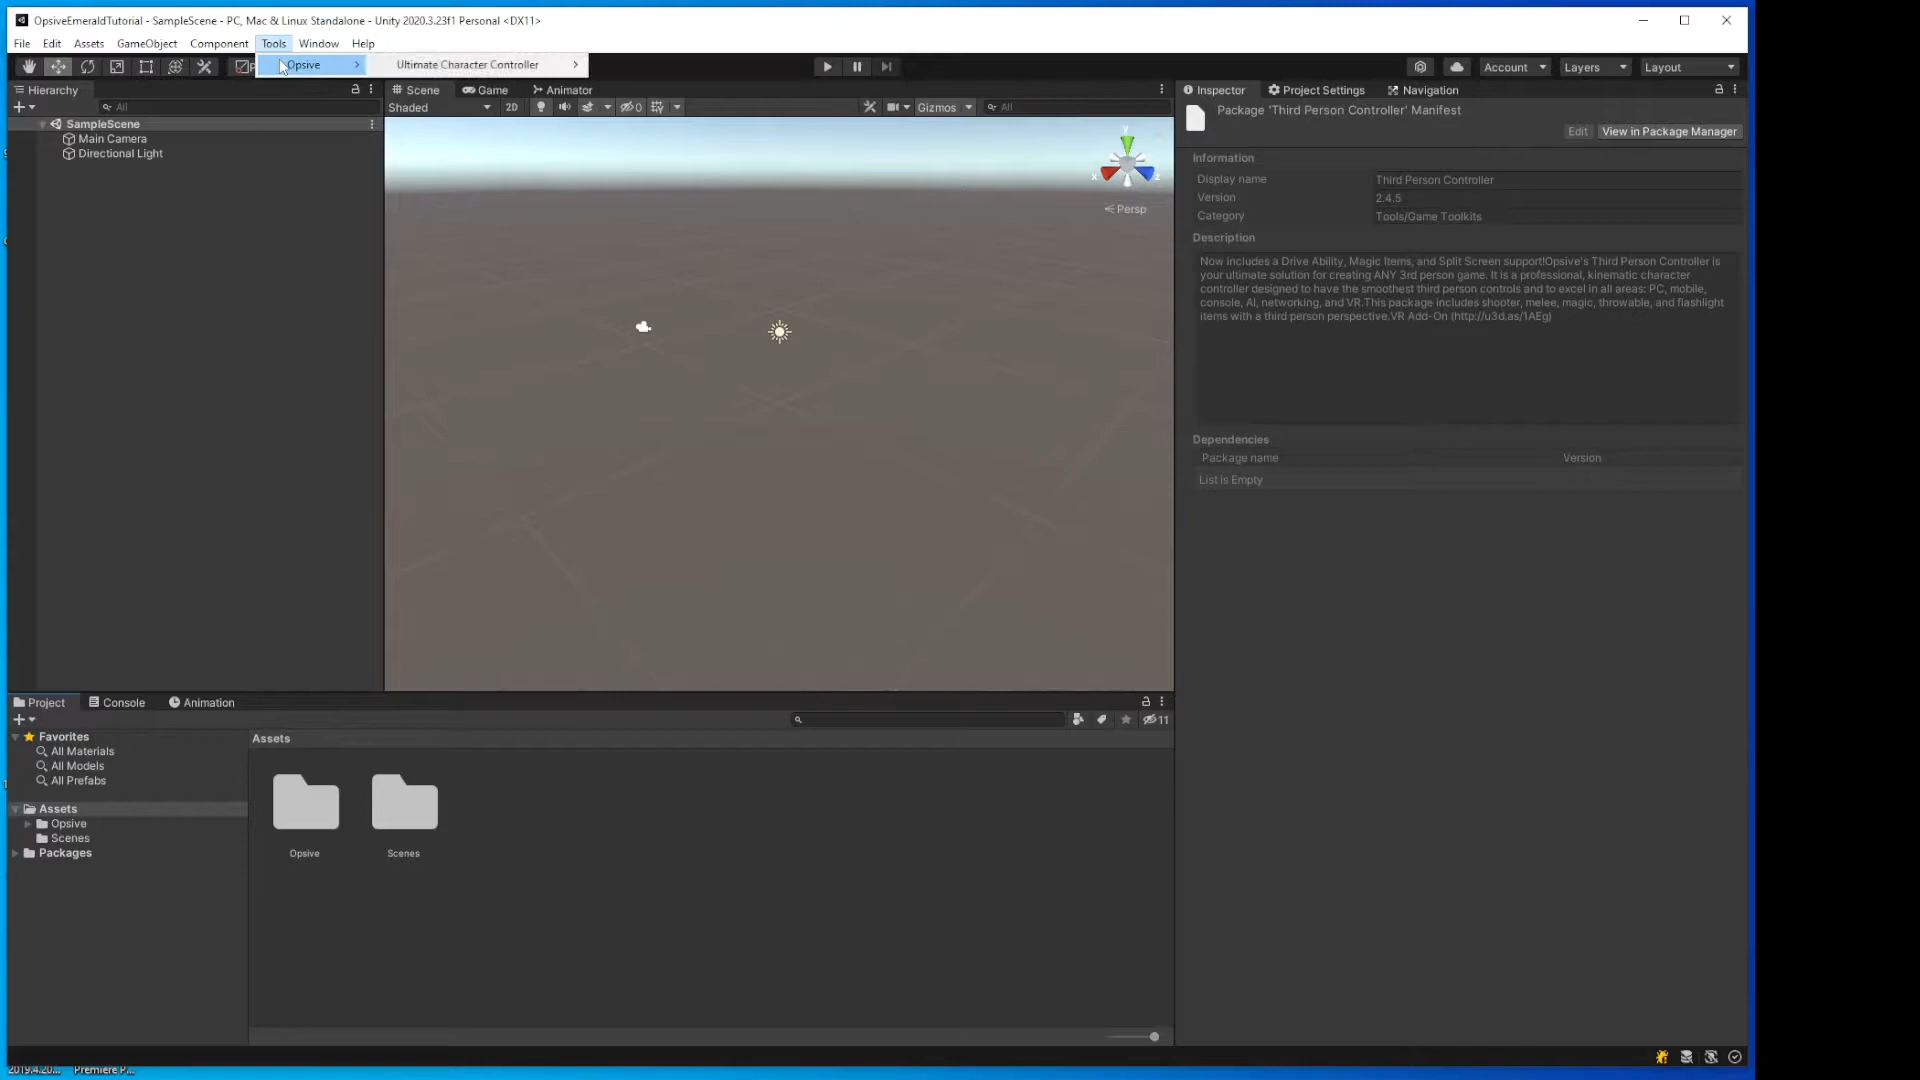 OpsiveEmeraldTutorial - SampleScene - PC, Mac & Linux Standalone - Unity 2020.3.23f1 Personal <DX11>
File Edit Assets GameObject Component Tools Window Help
Opsive
Ultimate Character Controller
Account
Layers
Layout
Hierarchy
All
SampleScene
Main Camera
Directional Light
Scene
Game
Animator
Shaded
2D
0
Gizmos
All
y
x
z
Persp
Inspector
Project Settings
Navigation
Package 'Third Person Controller' Manifest
Edit
View in Package Manager
Information
Display name
Third Person Controller
Version
2.4.5
Category
Tools/Game Toolkits
Description
Now includes a Drive Ability, Magic Items, and Split Screen support!Opsive's Third Person Controller is
your ultimate solution for creating ANY 3rd person game. It is a professional, kinematic character
controller designed to have the smoothest third person controls and to excel in all areas: PC, mobile,
console, AI, networking, and VR.This package includes shooter, melee, magic, throwable, and flashlight
items with a third person perspective.VR Add-On (http://u3d.as/1AEg)
Dependencies
Package name
Version
List is Empty
Project
Console
Animation
11
Favorites
All Materials
All Models
All Prefabs
Assets
Opsive
Scenes
Packages
Assets
Opsive
Scenes
2019.4.20...
Premiere P...